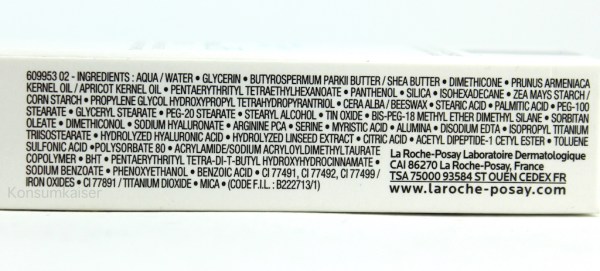 609953 02 - INGREDIENTS : AQUA / WATER • GLYCERIN • BUTYROSPERMUM PARKII BUTTER / SHEA BUTTER • DIMETHICONE • PRUNUS ARMENIACA
KERNEL OIL / APRICOT KERNEL OIL • PENTAERYTHRITYL TETRAETHYLHEXANOATE • PANTHENOL • SILICA • ISOHEXADECANE • ZEA MAYS STARCH /
CORN STARCH • PROPYLENE GLYCOL HYDROXYPROPYL TETRAHYDROPYRANTRIOL • CERA ALBA / BEESWAX • STEARIC ACID • PALMITIC ACID • PEG-100
STEARATE • GLYCERYL STEARATE • PEG-20 STEARATE • STEARYL ALCOHOL • TIN OXIDE • BIS-PEG-18 METHYL ETHER DIMETHYL SILANE • SORBITAN
OLEATE • DIMETHICONOL • SODIUM HYALURONATE • ARGININE PCA • SERINE • MYRISTIC ACID • ALUMINA • DISODIUM EDTA • ISOPROPYL TITANIUM
TRIISOSTEARATE • HYDROLYZED HYALURONIC ACID • HYDROLYZED LINSEED EXTRACT • CITRIC ACID • ACETYL DIPEPTIDE-1 CETYL ESTER • TOLUENE
SULFONIC ACID • POLYSORBATE 80 • ACRYLAMIDE/SODIUM ACRYLOYLDIMETHYLTAURATE
COPOLYMER • BHT • PENTAERYTHRITYL TETRA-DI-T-BUTYL HYDROXYHYDROCINNAMATE •
SODIUM BENZOATE • PHENOXYETHANOL • BENZOIC ACID • CI 77491, CI 77492, CI 77499 /
IRON OXIDES • CI 77891 / TITANIUM DIOXIDE • MICA • (CODE F.I.L. : B222713/1)
La Roche-Posay Laboratoire Dermatologique
CAI 86270 La Roche-Posay, France
TSA 75000 93584 ST OUEN CEDEX FR
www.laroche-posay.com
Konsumkaiser